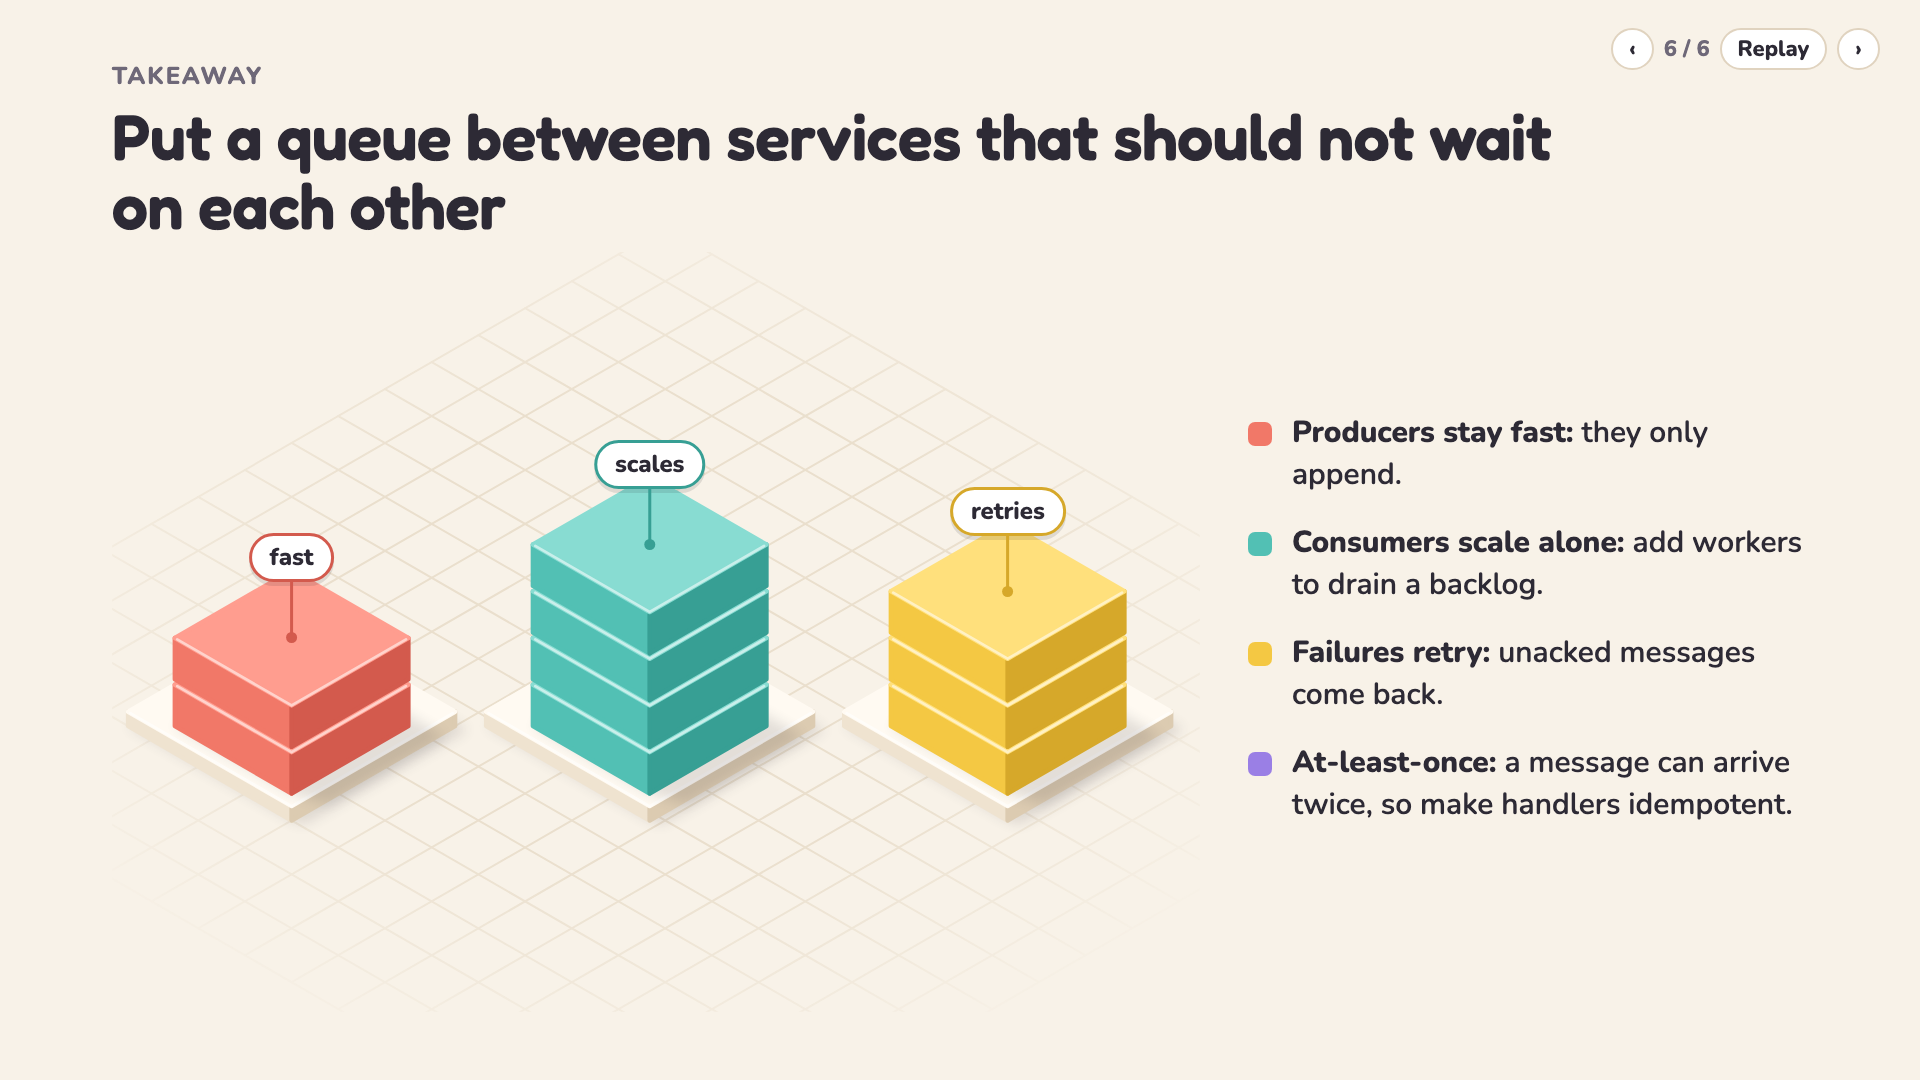 ‹ 6 / 6 Replay ›
TAKEAWAY
Put a queue between services that should not wait
on each other
scales
retries
fast
Producers stay fast: they only
append.
Consumers scale alone: add workers
to drain a backlog.
Failures retry: unacked messages
come back.
At-least-once: a message can arrive
twice, so make handlers idempotent.